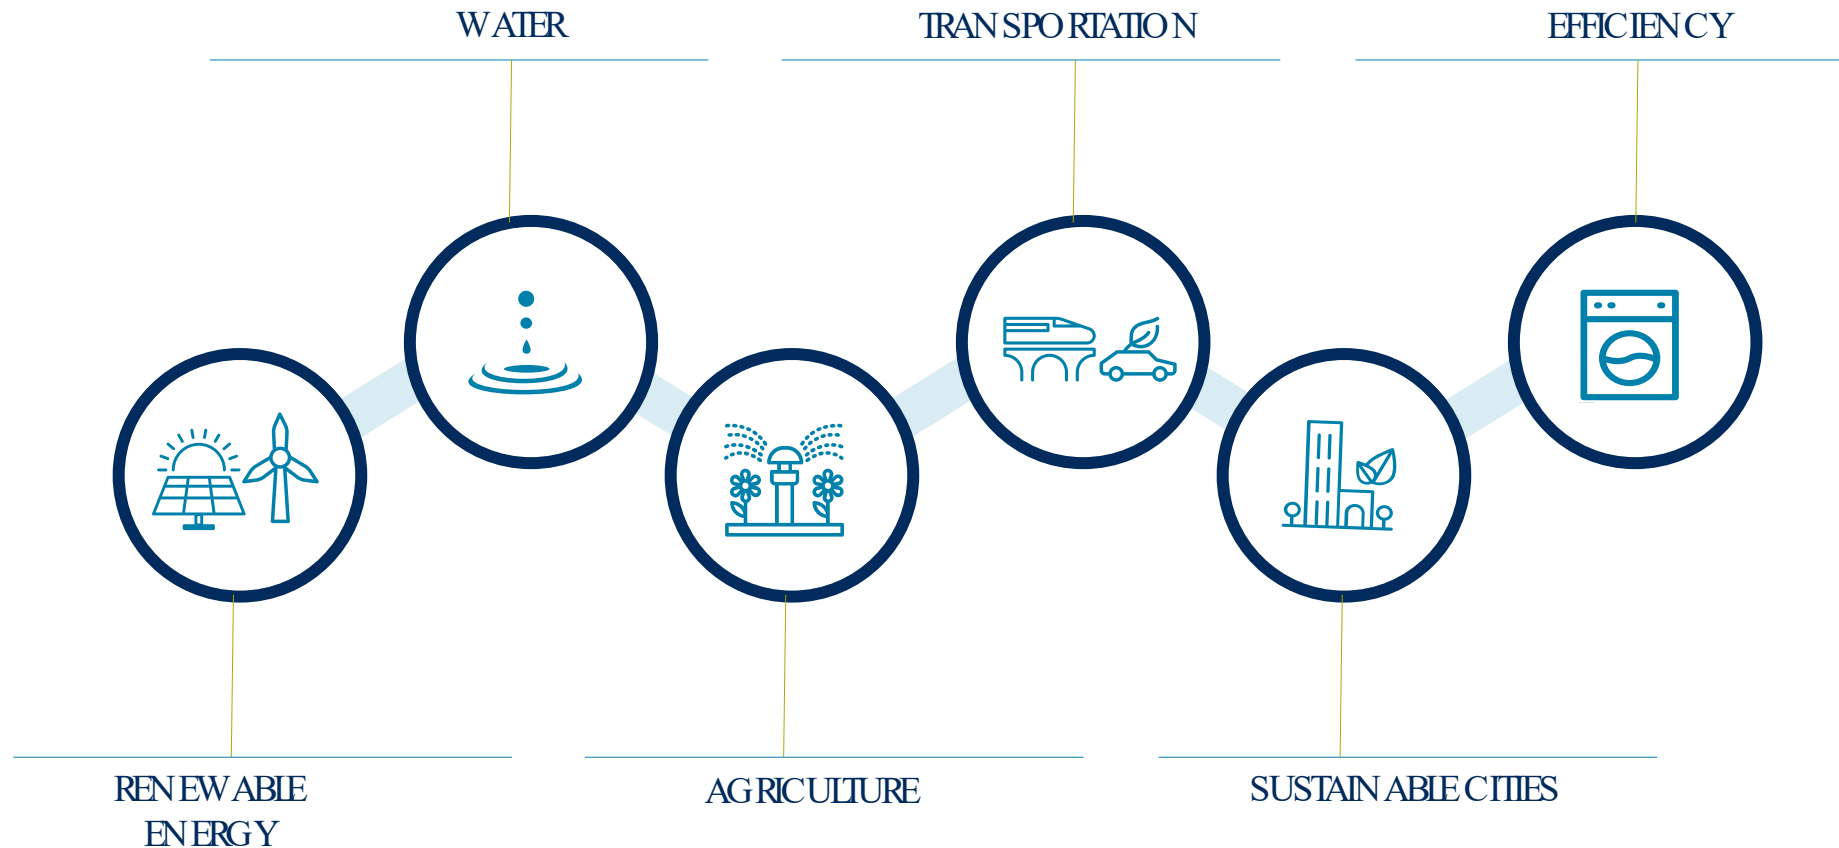 WATER
TRANSPORTATION
EFFICIENCY
RENEWABLE
ENERGY
AGRICULTURE
SUSTAINABLE CITIES